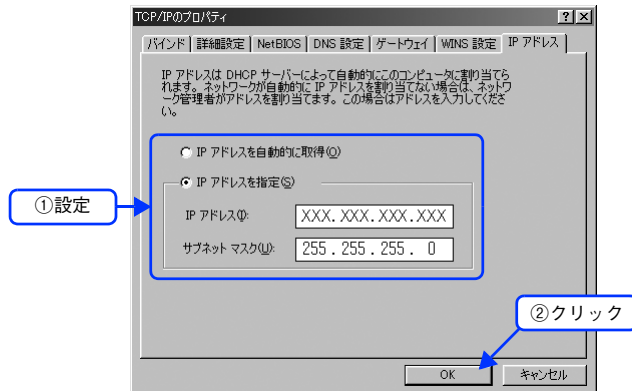 TCP/IPのプロパティ
バインド 詳細設定 NetBIOS DNS 設定 ゲートウェイ WINS 設定 IP アドレス
IP アドレスは DHCP サーバーによって自動的にこのコンピュータに割り当てら
れます。ネットワークが自動的に IP アドレスを割り当てない場合は、ネットワ
ーク管理者がアドレスを割り当てます。この場合はアドレスを入力してくださ
い。
IP アドレスを自動的に取得(O)
IP アドレスを指定(S)
①設定
IP アドレス(I): XXX.XXX.XXX.XXX
サブネット マスク(U): 255.255.255. 0
②クリック
OK キャンセル